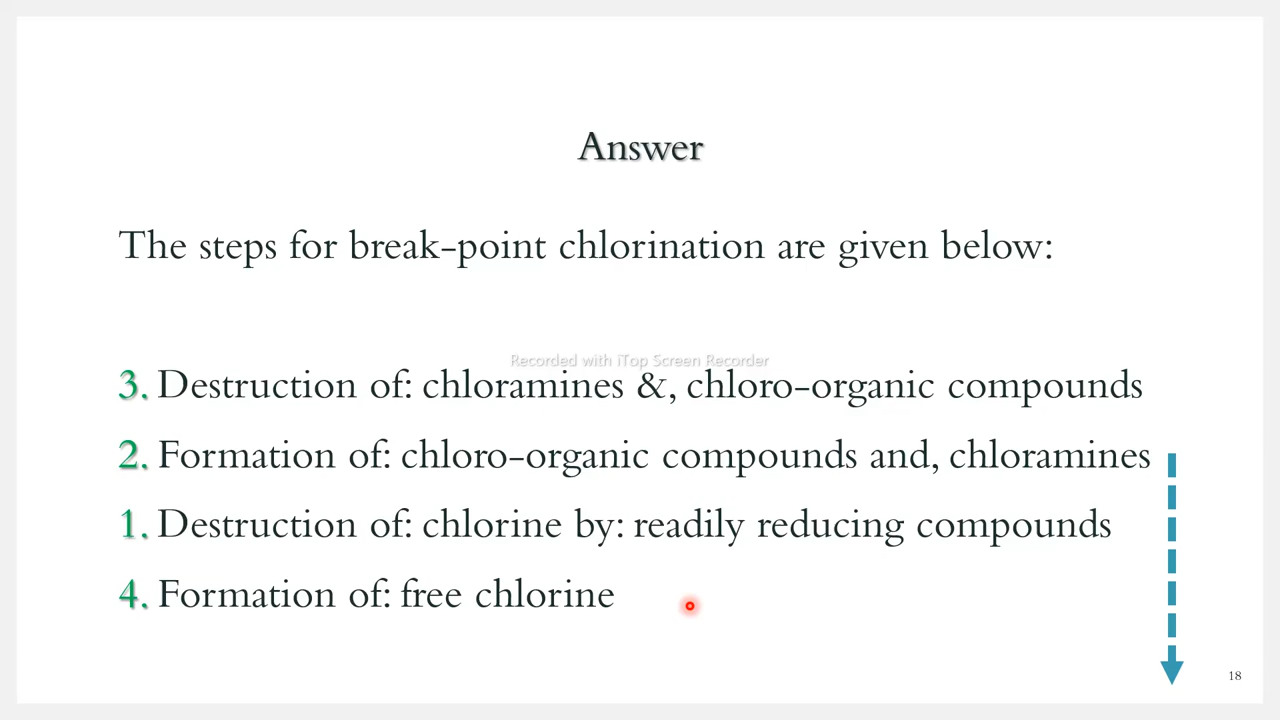 Answer
The steps for break-point chlorination are given below:
Recorded with iTop Screen Recorder
3. Destruction of: chloramines &, chloro-organic compounds
2. Formation of: chloro-organic compounds and, chloramines
1. Destruction of: chlorine by: readily reducing compounds
4. Formation of: free chlorine
18